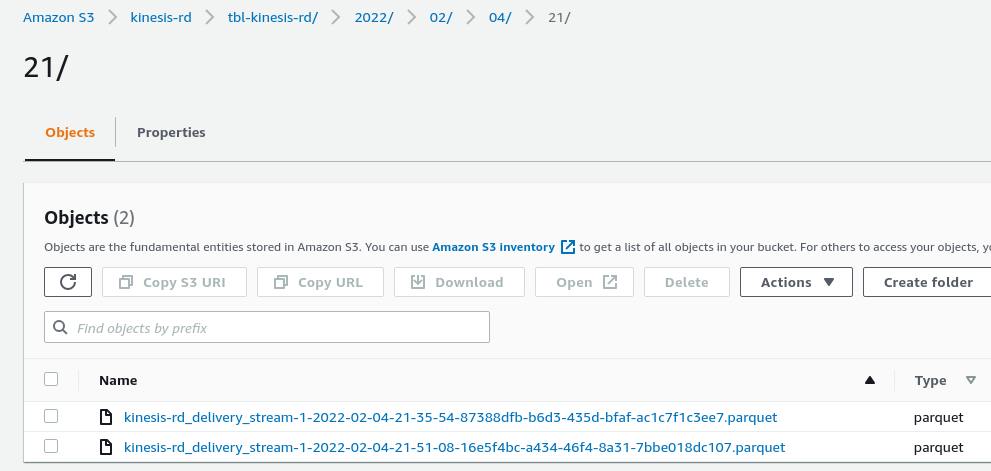 Amazon S3 > kinesis-rd > tbl-kinesis-rd/ > 2022/ > 02/ > 04/ > 21/
21/
Objects Properties
Objects (2)
Objects are the fundamental entities stored in Amazon S3. You can use Amazon S3 inventory to get a list of all objects in your bucket. For others to access your objects,
Copy S3 URI Copy URL Download Open Delete Actions Create folder
Find objects by prefix
Name Type
kinesis-rd_delivery_stream-1-2022-02-04-21-35-54-87388dfb-b6d3-435d-bfaf-ac1c7f1c3ee7.parquet parquet
kinesis-rd_delivery_stream-1-2022-02-04-21-51-08-16e5f4bc-a434-46f4-8a31-7bbe018dc107.parquet parquet